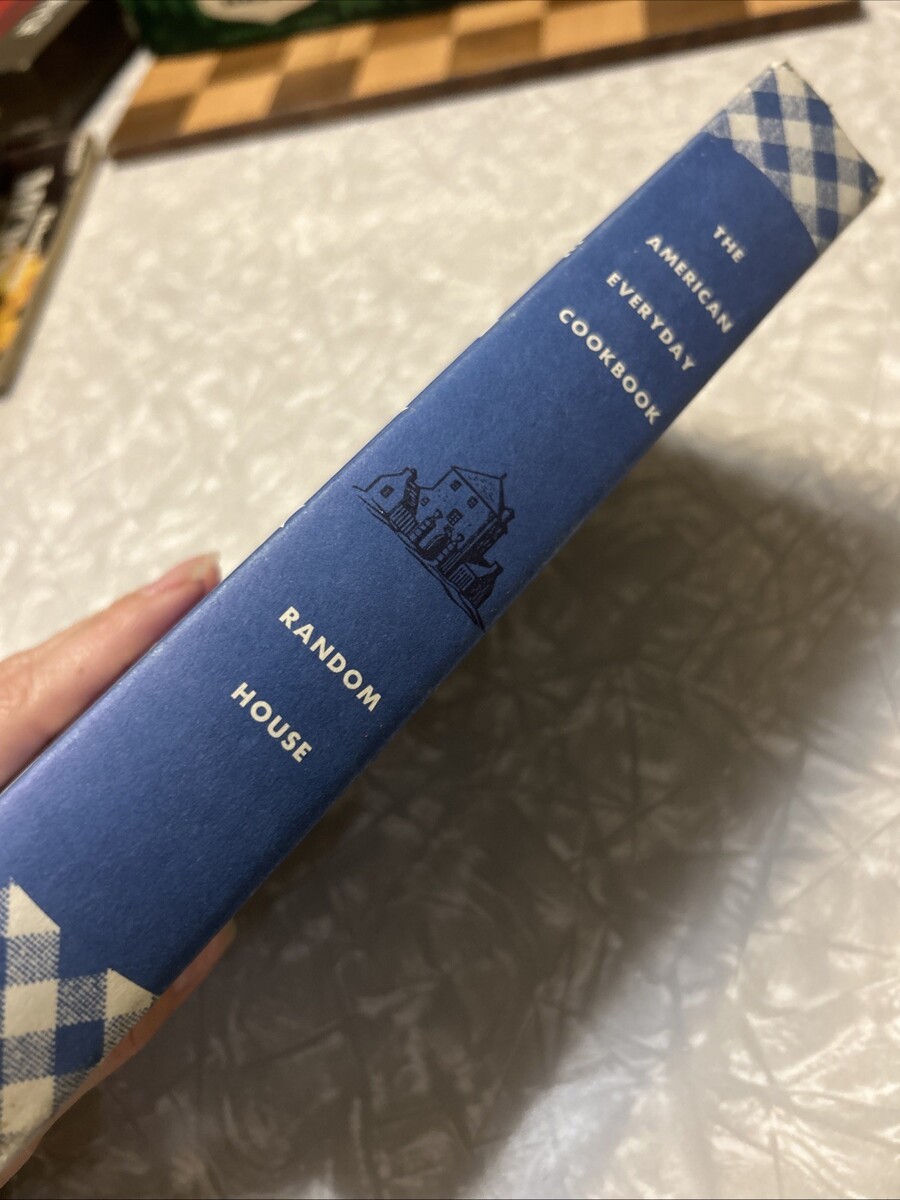 THE
AMERICAN
EVERYDAY
COOKBOOK
RANDOM
HOUSE